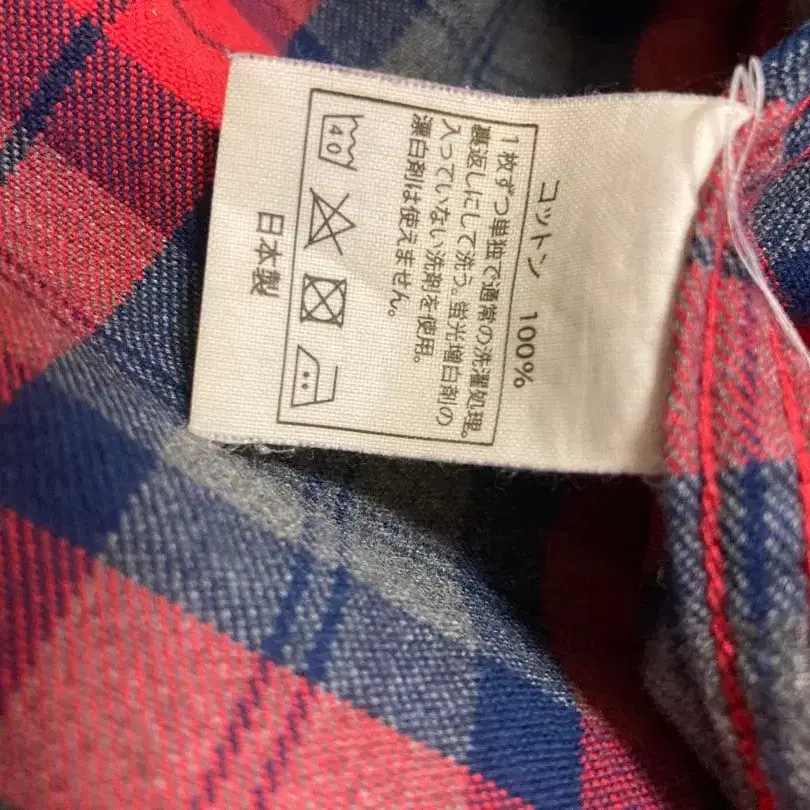 コットン 100%
1枚ずつ単独で通常の洗濯処理。
裏返しにして洗う。蛍光増白剤の
入っていない洗剤を使用。
漂白剤は使えません。
40
日本製